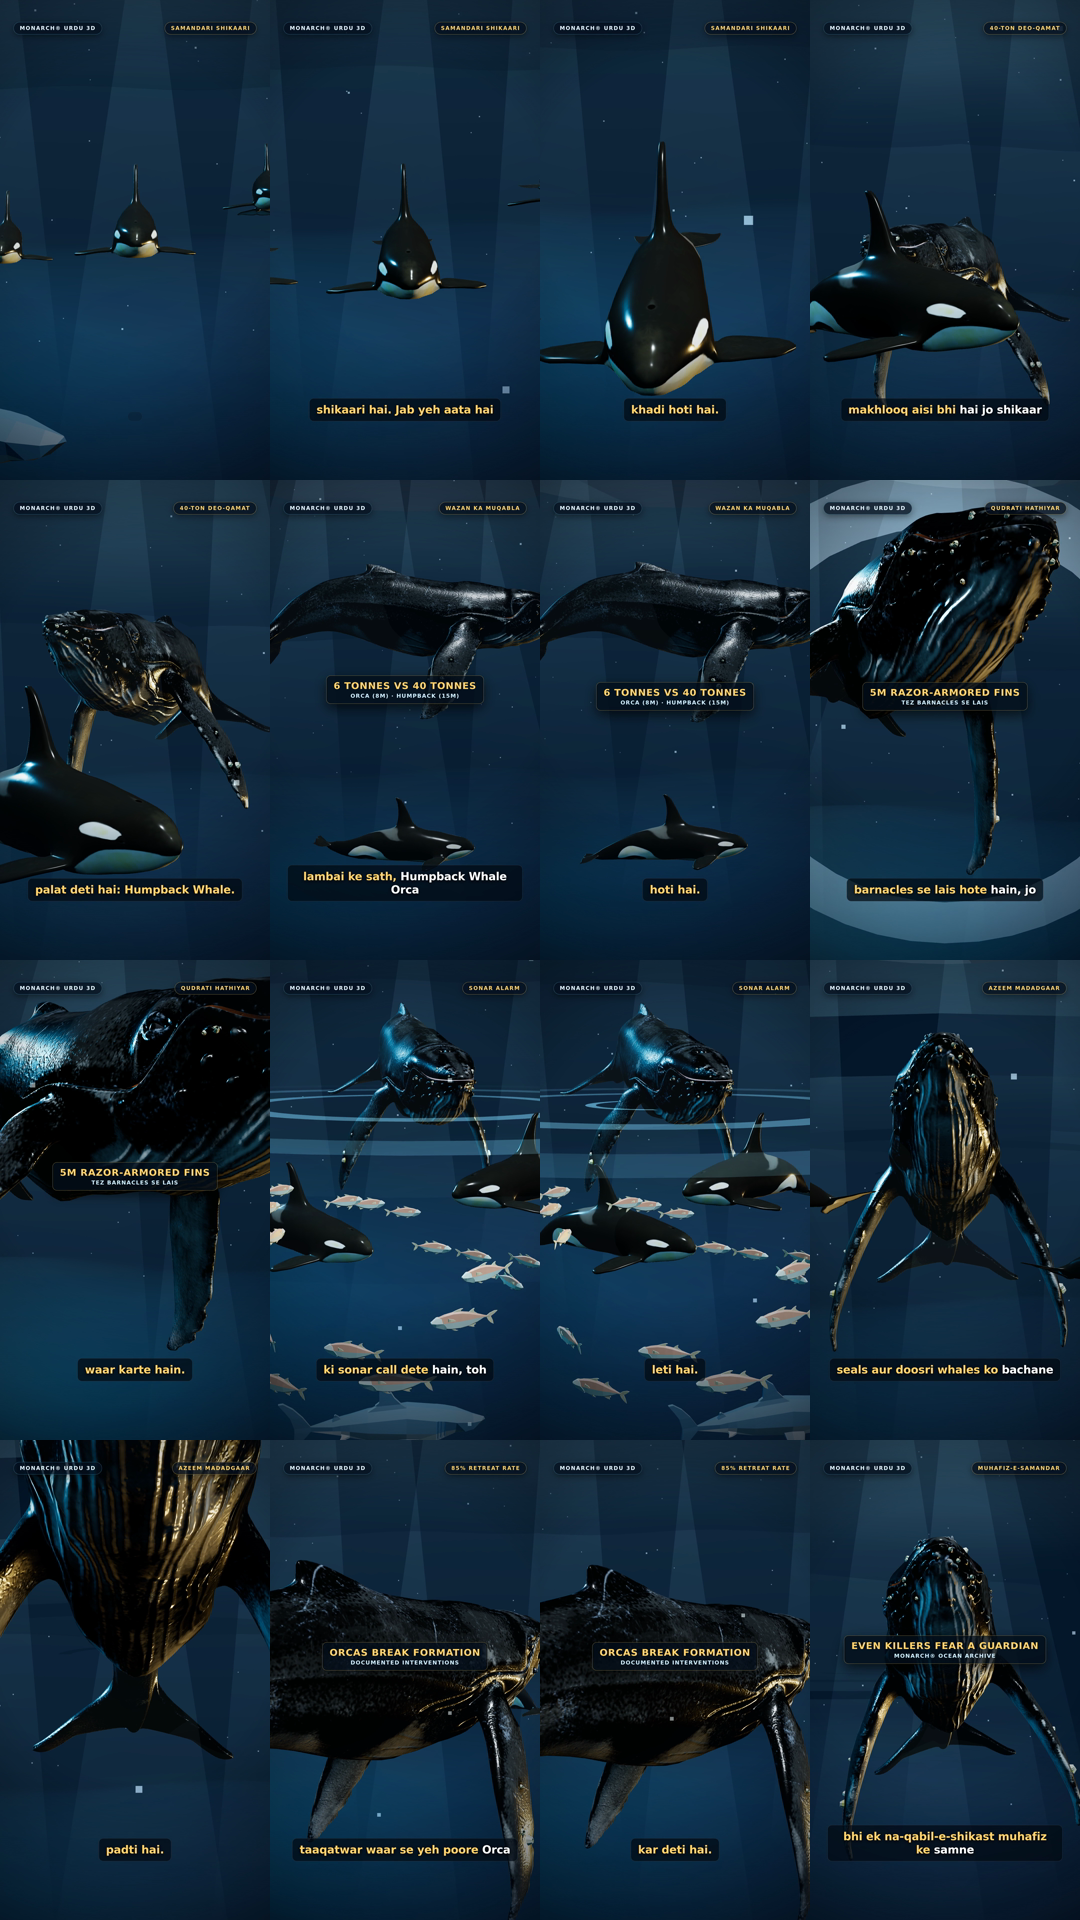 MONARCH® URDU 3D
SAMANDARI SHIKAARI
MONARCH® URDU 3D
SAMANDARI SHIKAARI
shikaari hai. Jab yeh aata hai
MONARCH® URDU 3D
SAMANDARI SHIKAARI
khadi hoti hai.
MONARCH® URDU 3D
40-TON DEO-QAMAT
makhlooq aisi bhi hai jo shikaar
MONARCH® URDU 3D
40-TON DEO-QAMAT
palat deti hai: Humpback Whale.
MONARCH® URDU 3D
WAZAN KA MUQABLA
6 TONNES VS 40 TONNES
ORCA (8M) · HUMPBACK (15M)
lambai ke sath, Humpback Whale
Orca
MONARCH® URDU 3D
WAZAN KA MUQABLA
6 TONNES VS 40 TONNES
ORCA (8M) · HUMPBACK (15M)
hoti hai.
MONARCH® URDU 3D
QUDRATI HATHIYAR
5M RAZOR-ARMORED FINS
TEZ BARNACLES SE LAIS
barnacles se lais hote hain, jo
MONARCH® URDU 3D
QUDRATI HATHIYAR
5M RAZOR-ARMORED FINS
TEZ BARNACLES SE LAIS
waar karte hain.
MONARCH® URDU 3D
SONAR ALARM
ki sonar call dete hain, toh
MONARCH® URDU 3D
SONAR ALARM
leti hai.
MONARCH® URDU 3D
AZEEM MADADGAAR
seals aur doosri whales ko bachane
MONARCH® URDU 3D
AZEEM MADADGAAR
padti hai.
MONARCH® URDU 3D
85% RETREAT RATE
ORCAS BREAK FORMATION
DOCUMENTED INTERVENTIONS
taaqatwar waar se yeh poore Orca
MONARCH® URDU 3D
85% RETREAT RATE
ORCAS BREAK FORMATION
DOCUMENTED INTERVENTIONS
kar deti hai.
MONARCH® URDU 3D
MUHAFIZ-E-SAMANDAR
EVEN KILLERS FEAR A GUARDIAN
MONARCH® OCEAN ARCHIVE
bhi ek na-qabil-e-shikast muhafiz
ke samne